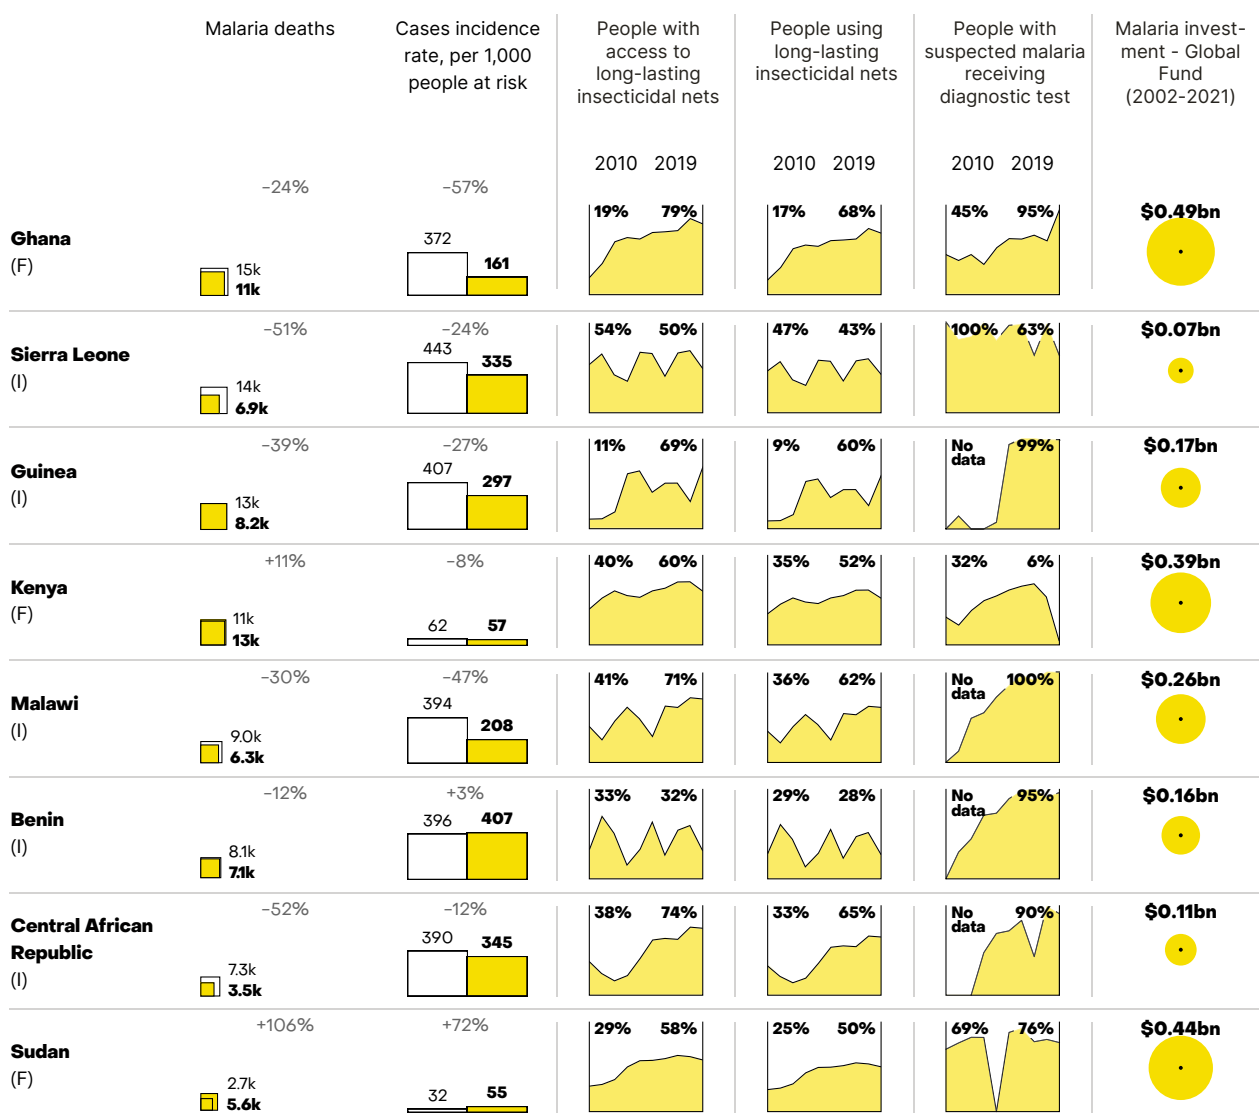 Malaria deaths
Cases incidence
rate, per 1,000
people at risk
People with
access to
long-lasting
insecticidal nets
People using
long-lasting
insecticidal nets
People with
suspected malaria
receiving
diagnostic test
Malaria invest-
ment - Global
Fund
(2002-2021)
2010 2019 2010 2019 2010 2019
-24% -57%
Ghana
(F)
15k
11k
372
161
19% 79% 17% 68% 45% 95% $0.49bn
-51% -24%
Sierra Leone
(I)
14k
6.9k
443
335
54% 50% 47% 43% 100% 63% $0.07bn
-39% -27%
Guinea
(I)
13k
8.2k
407
297
11% 69% 9% 60% No
data
99% $0.17bn
+11% -8%
Kenya
(F)
11k
13k
62
57
40% 60% 35% 52% 32% 6% $0.39bn
-30% -47%
Malawi
(I)
9.0k
6.3k
394
208
41% 71% 36% 62% No
data
100% $0.26bn
-12% +3%
Benin
(I)
8.1k
7.1k
396
407
33% 32% 29% 28% No
data
95% $0.16bn
-52% -12%
Central African
Republic
(I)
7.3k
3.5k
390
345
38% 74% 33% 65% No
data
90% $0.11bn
+106% +72%
Sudan
(F)
2.7k
5.6k
32
55
29% 58% 25% 50% 69% 76% $0.44bn